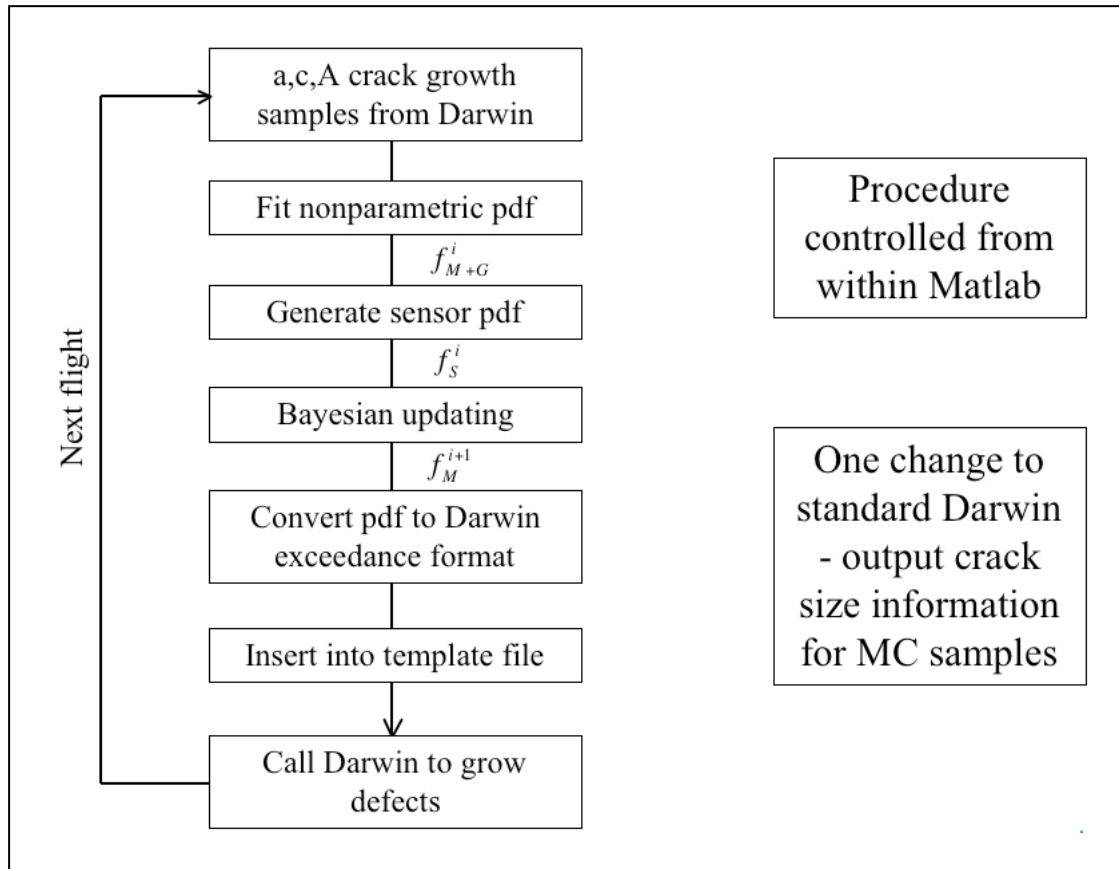 a,c,A crack growth
samples from Darwin
Fit nonparametric pdf
f^i_{M+G}
Generate sensor pdf
f^i_S
Bayesian updating
f^{i+1}_M
Convert pdf to Darwin
exceedance format
Insert into template file
Call Darwin to grow
defects
Next flight
Procedure
controlled from
within Matlab
One change to
standard Darwin
- output crack
size information
for MC samples